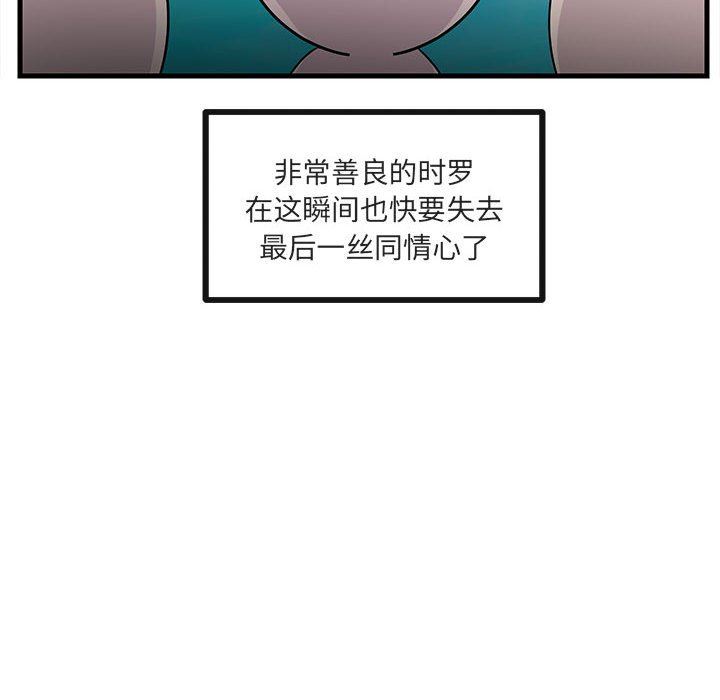 非常善良的时罗
在这瞬间也快要失去
最后一丝同情心了